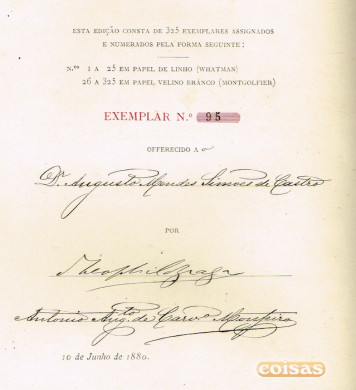 ESTA EDIÇÃO CONSTA DE 325 EXEMPLARES ASSIGNADOS
E NUMERADOS PELA FORMA SEGUINTE:
N.os 1 A 25 EM PAPEL DE LINHO (WHATMAN)
26 A 325 EM PAPEL VELINO BRANCO (MONTGOLFIER)
EXEMPLAR N.º 95
OFFERECIDO A o
Dr. Augusto Mendes Simões de Castro
POR
Theophilo Braga
Antonio Aug.to de Carvo. Monteiro
10 de Junho de 1880.
coisas